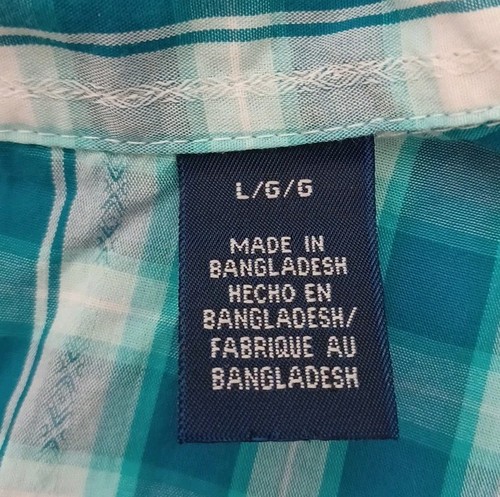 L/G/G
MADE IN
BANGLADESH
HECHO EN
BANGLADESH/
FABRIQUE AU
BANGLADESH